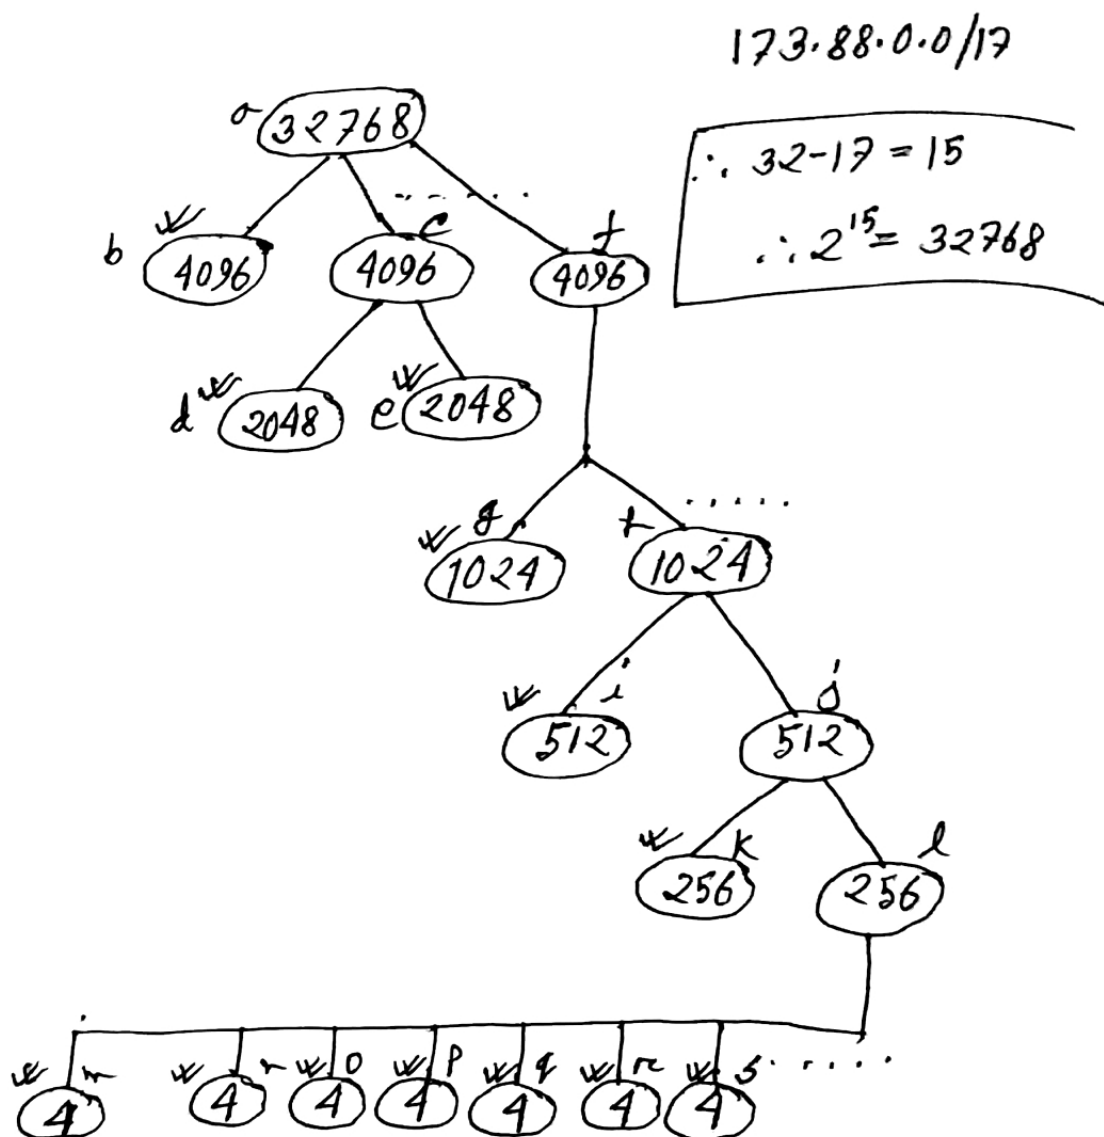 173.88.0.0/17
∴ 32-17 = 15
∴ 2^15 = 32768
a 32768
b 4096 c 4096 f 4096
d 2048 e 2048
g 1024 1024
i 512 j 512
k 256 l 256
m 4 n 4 o 4 p 4 q 4 r 4 s 4